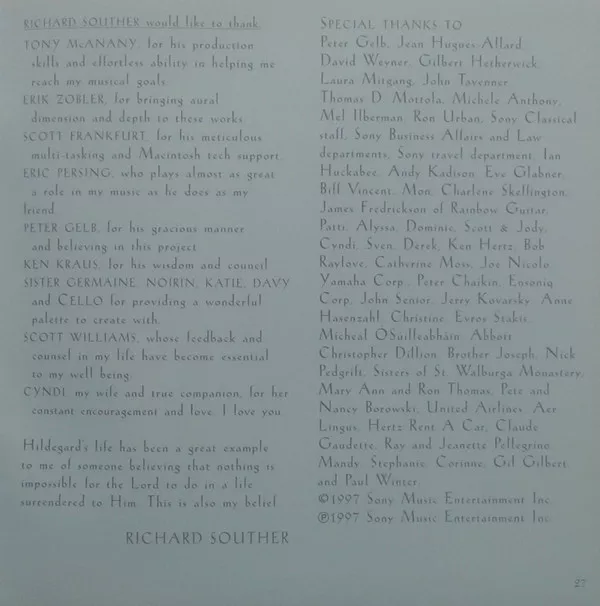 RICHARD SOUTHER would like to thank:
TONY McANANY, for his production
skills and effortless ability in helping me
reach my musical goals.
ERIK ZOBLER, for bringing aural
dimension and depth to these works.
SCOTT FRANKFURT, for his meticulous
multi-tasking and Macintosh tech support.
ERIC PERSING, who plays almost as great
a role in my music as he does as my
friend.
PETER GELB, for his gracious manner
and believing in this project.
KEN KRAUS, for his wisdom and council.
SISTER GERMAINE, NOIRIN, KATIE, DAVY
and CELLO for providing a wonderful
palette to create with.
SCOTT WILLIAMS, whose feedback and
counsel in my life have become essential
to my well being.
CYNDI, my wife and true companion, for her
constant encouragement and love. I love you.
Hildegard's life has been a great example
to me of someone believing that nothing is
impossible for the Lord to do in a life
surrendered to Him. This is also my belief.
RICHARD SOUTHER
SPECIAL THANKS TO
Peter Gelb, Jean Hugues Allard,
David Weyner, Gilbert Hetherwick,
Laura Mitgang, John Tavenner,
Thomas D. Mottola, Michele Anthony,
Mel Ilberman, Ron Urban, Sony Classical
staff, Sony Business Affairs and Law
departments, Sony travel department, Ian
Huckabee, Andy Kadison, Eve Glabner,
Bill Vincent, Mon, Charlene Skellington,
James Fredrickson of Rainbow Guitar,
Patti, Alyssa, Dominic, Scott & Jody,
Cyndi, Sven, Derek, Ken Hertz, Bob
Raylove, Catherine Moss, Joe Nicolo,
Yamaha Corp., Peter Chaikin, Ensoniq
Corp, John Senior, Jerry Kovarsky, Anne
Hasenzahl, Christine, Evros Stakis,
Micheal OSuilleabháin, Abbott
Christopher Dillion, Brother Joseph, Nick
Pedgrift, Sisters of St. Walburga Monastery,
Mary Ann and Ron Thomas, Pete and
Nancy Borowski, United Airlines, Aer
Lingus, Hertz Rent A Car, Claude
Gaudette, Ray and Jeanette Pellegrino,
Mandy, Stephanie, Corinne, Gil Gilbert
and Paul Winter.
©1997 Sony Music Entertainment Inc.
℗1997 Sony Music Entertainment Inc.
27